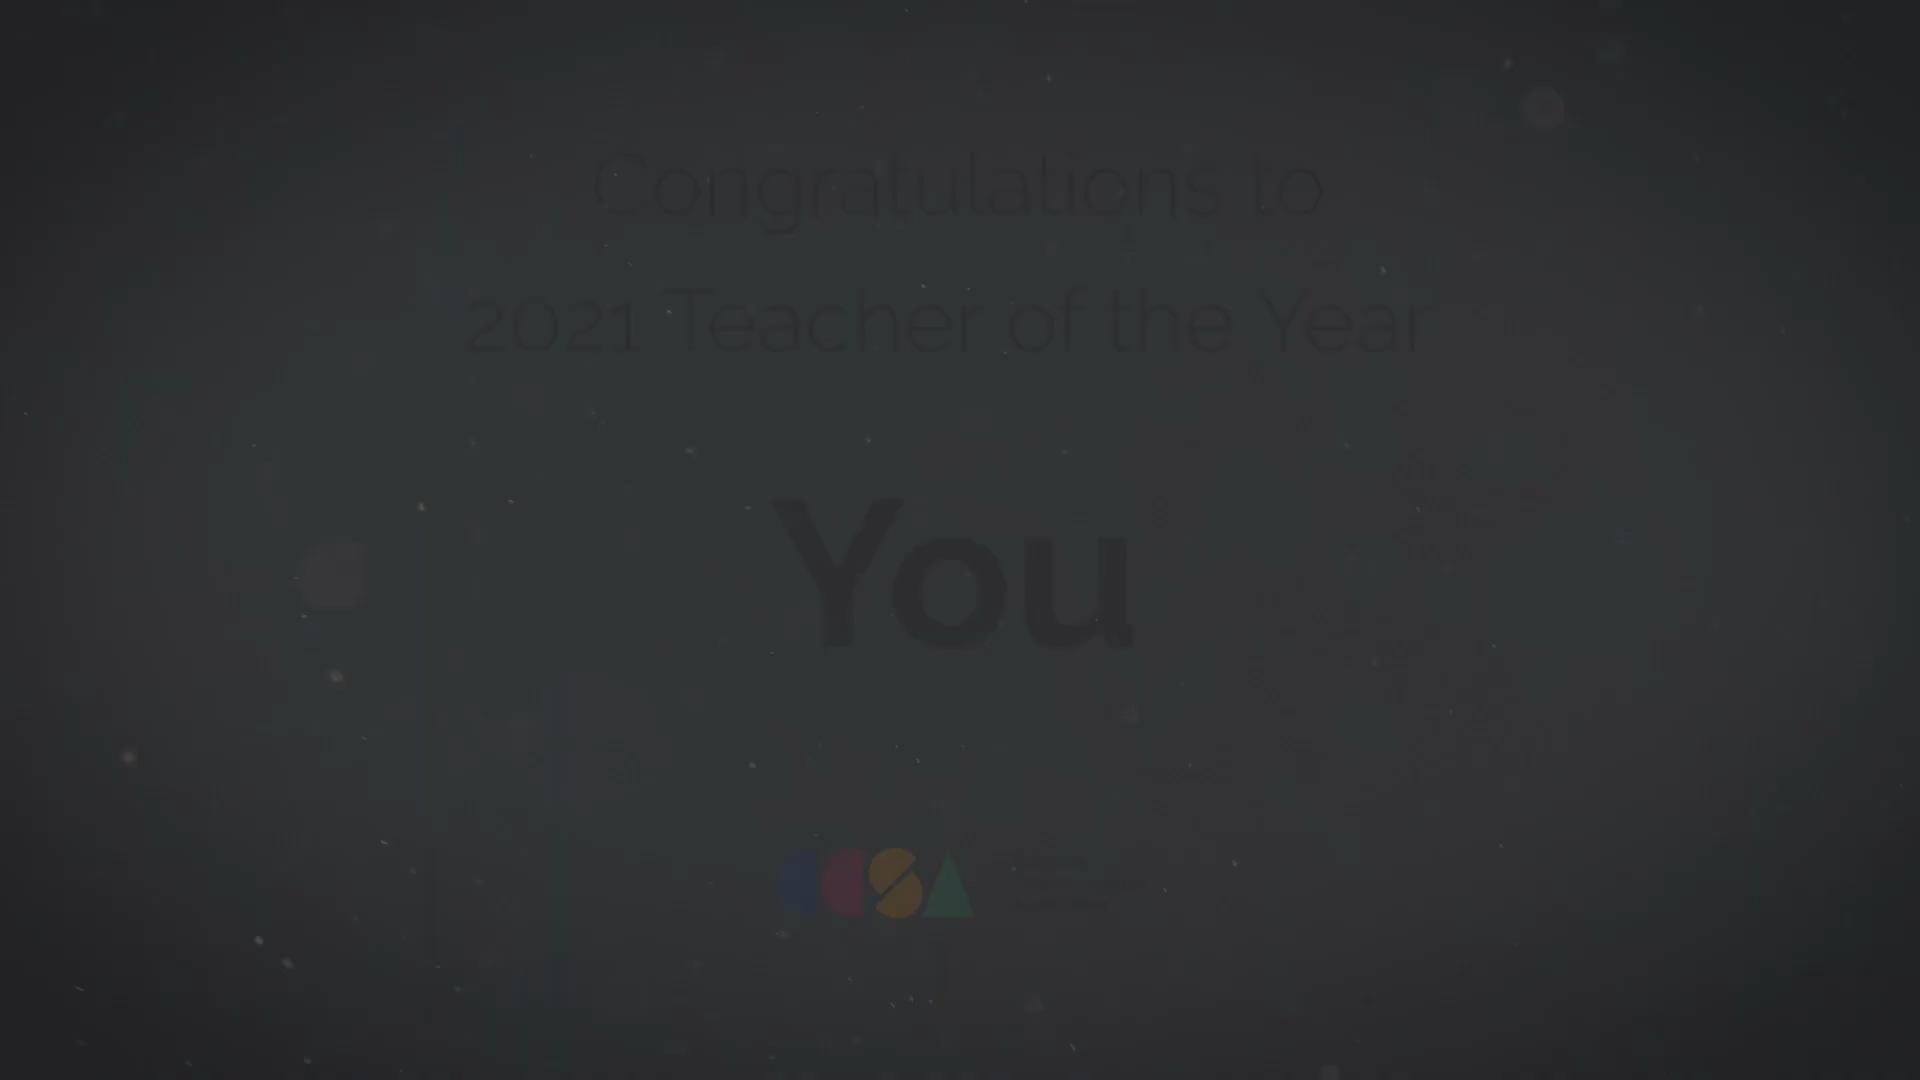 Congratulations to
2021 Teacher of the Year
You